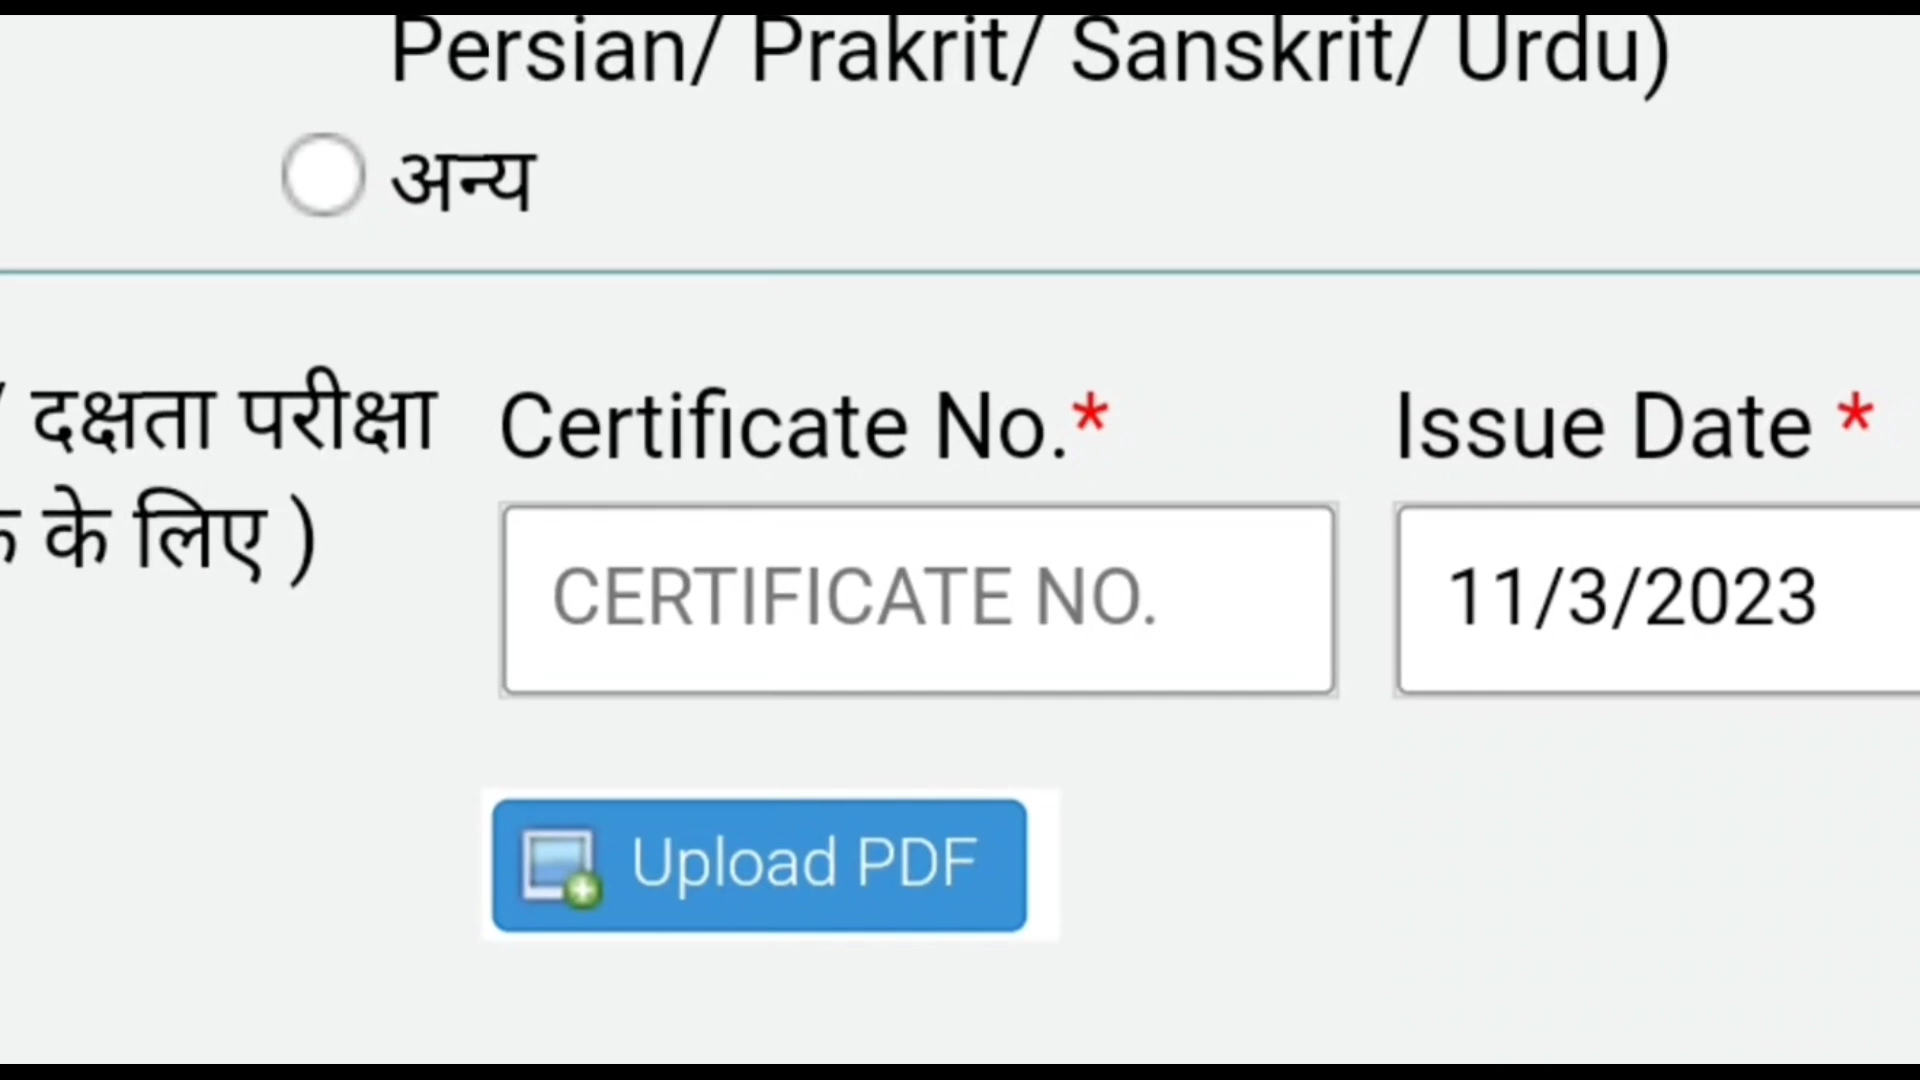 Persian/ Prakrit/ Sanskrit/ Urdu)
अन्य
/ दक्षता परीक्षा
के लिए )
Certificate No.*
Issue Date *
CERTIFICATE NO.
11/3/2023
Upload PDF